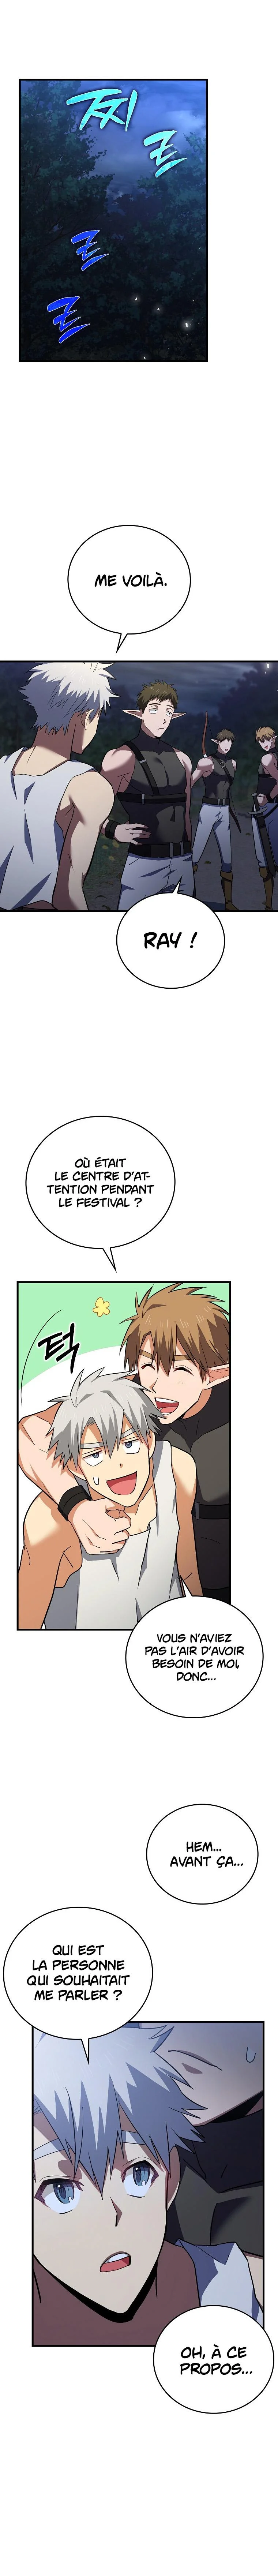 찌
르
르
르
ME VOILÀ.
RAY !
OÙ ÉTAIT
LE CENTRE D'AT-
TENTION PENDANT
LE FESTIVAL ?
턱
VOUS N'AVIEZ
PAS L'AIR D'AVOIR
BESOIN DE MOI,
DONC...
HEM...
AVANT ÇA...
QUI EST
LA PERSONNE
QUI SOUHAITAIT
ME PARLER ?
OH, À CE
PROPOS...